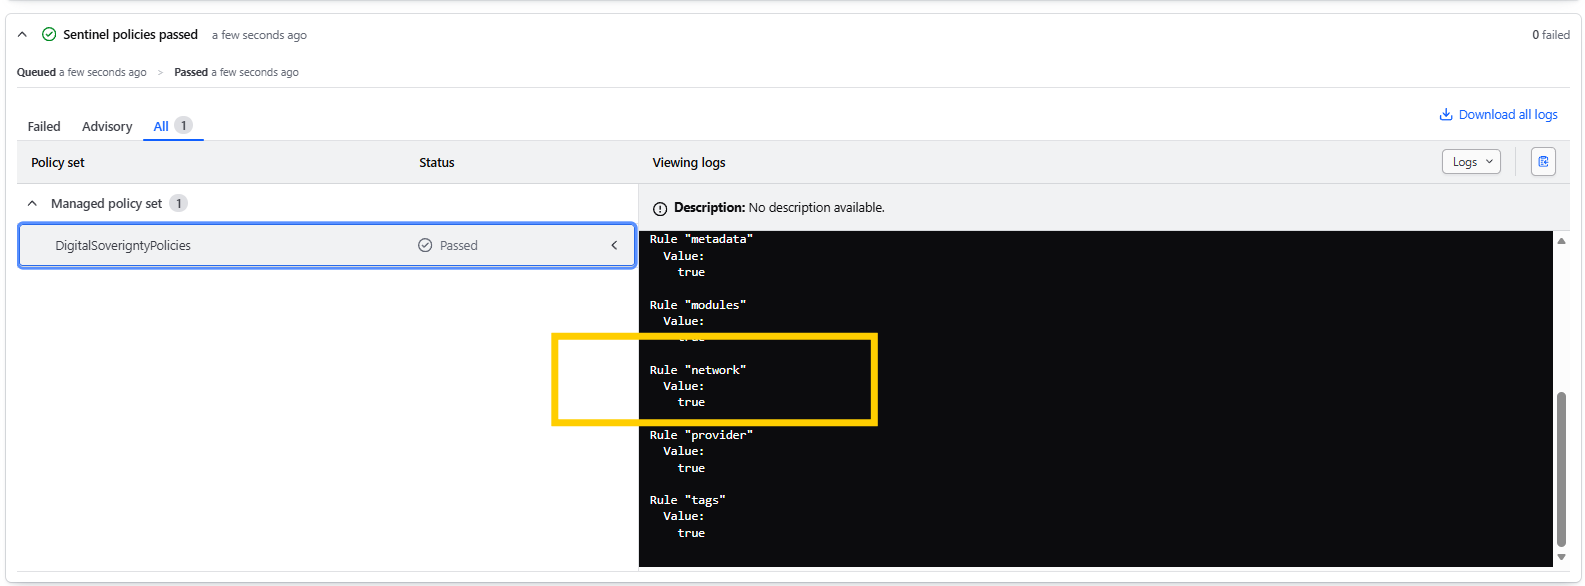 Sentinel policies passed a few seconds ago 0 failed
Queued a few seconds ago > Passed a few seconds ago
Failed Advisory All 1 Download all logs
Policy set Status Viewing logs Logs
Managed policy set 1
Description: No description available.
DigitalSoverigntyPolicies Passed
Rule "metadata"
Value:
true
Rule "modules"
Value:
true
Rule "network"
Value:
true
Rule "provider"
Value:
true
Rule "tags"
Value:
true